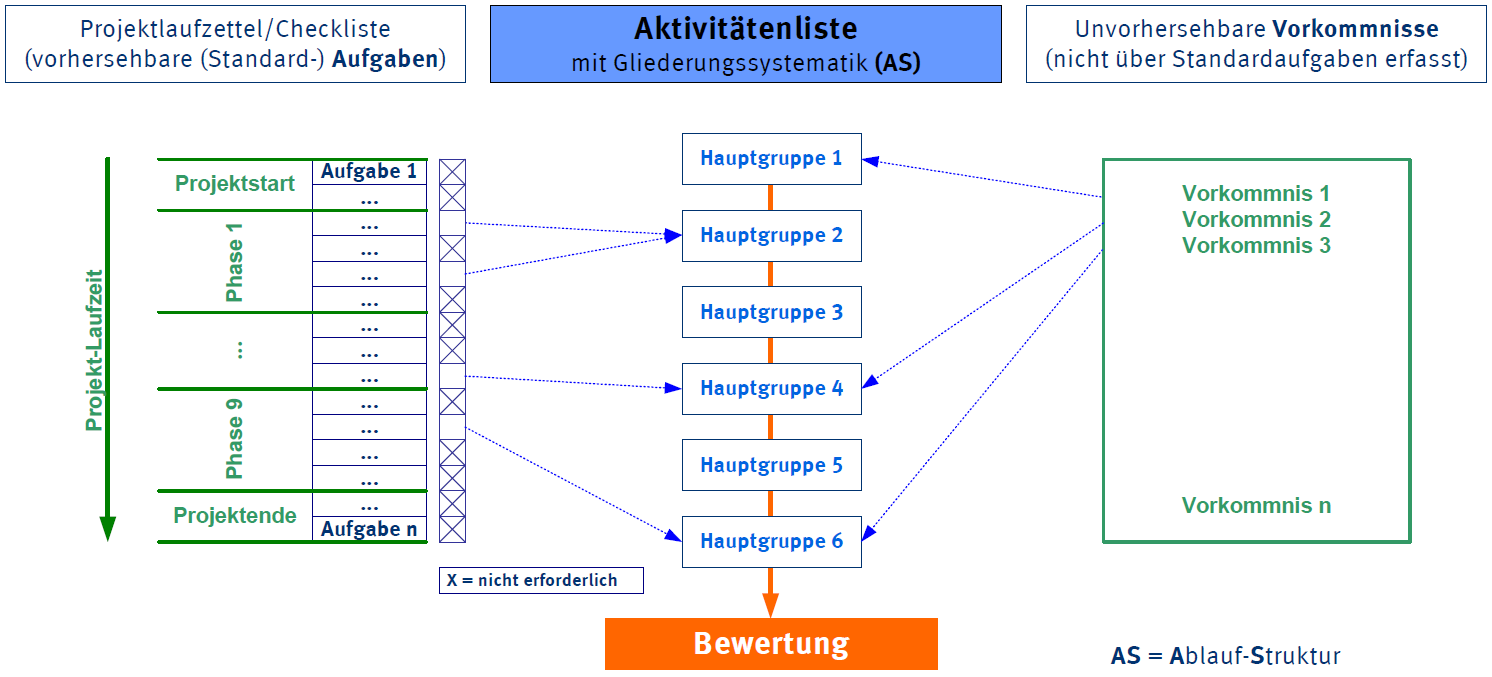 Projektlaufzettel/Checkliste
(vorhersehbare (Standard-) Aufgaben)
Aktivitätenliste
mit Gliederungssystematik (AS)
Unvorhersehbare Vorkommnisse
(nicht über Standardaufgaben erfasst)
Projekt-Laufzeit
Projektstart
Aufgabe 1
...
Phase 1
...
...
...
...
...
...
...
...
Phase 9
...
...
...
...
Projektende
...
Aufgabe n
X = nicht erforderlich
Hauptgruppe 1
Hauptgruppe 2
Hauptgruppe 3
Hauptgruppe 4
Hauptgruppe 5
Hauptgruppe 6
Bewertung
Vorkommnis 1
Vorkommnis 2
Vorkommnis 3
Vorkommnis n
AS = Ablauf-Struktur